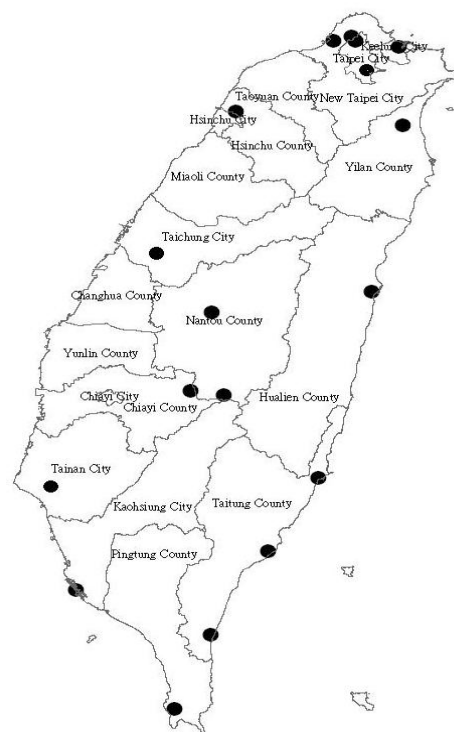 Keelung City
Taipei City
New Taipei City
Taoyuan County
Hsinchu City
Hsinchu County
Yilan County
Miaoli County
Taichung City
Changhua County
Nantou County
Yunlin County
Chiayi City
Chiayi County
Hualien County
Tainan City
Kaohsiung City
Taitung County
Pingtung County